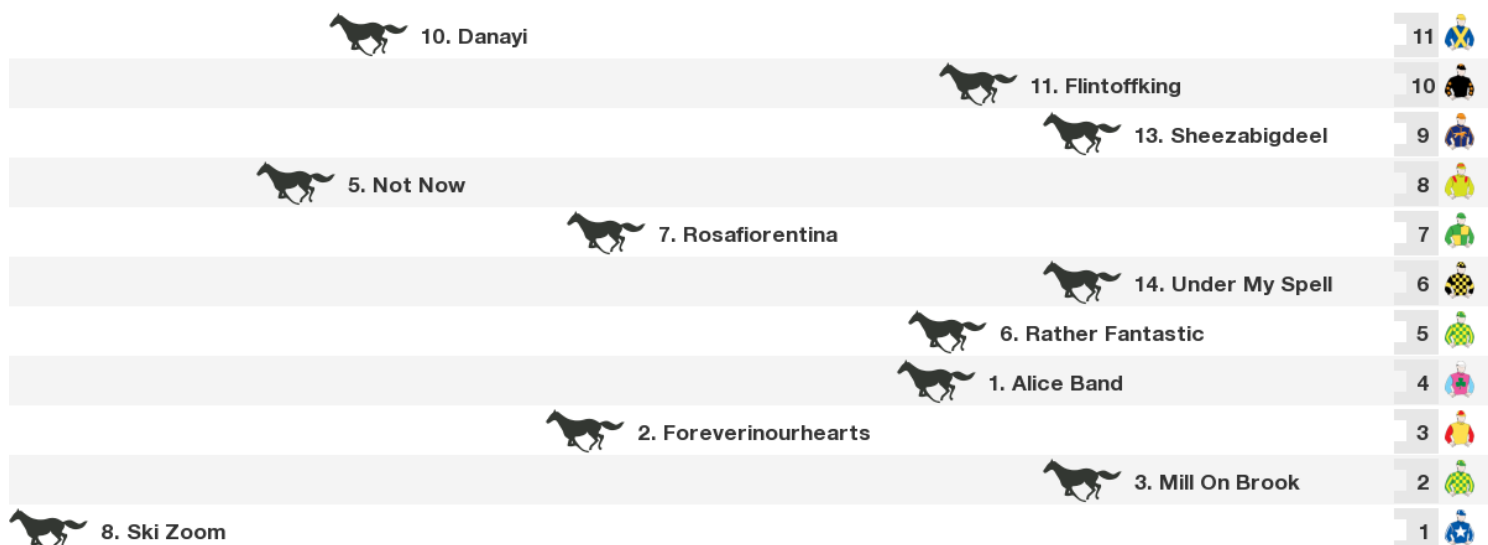 10. Danayi 11
11. Flintoffking 10
13. Sheezabigdeel 9
5. Not Now 8
7. Rosafiorentina 7
14. Under My Spell 6
6. Rather Fantastic 5
1. Alice Band 4
2. Foreverinourhearts 3
3. Mill On Brook 2
8. Ski Zoom 1